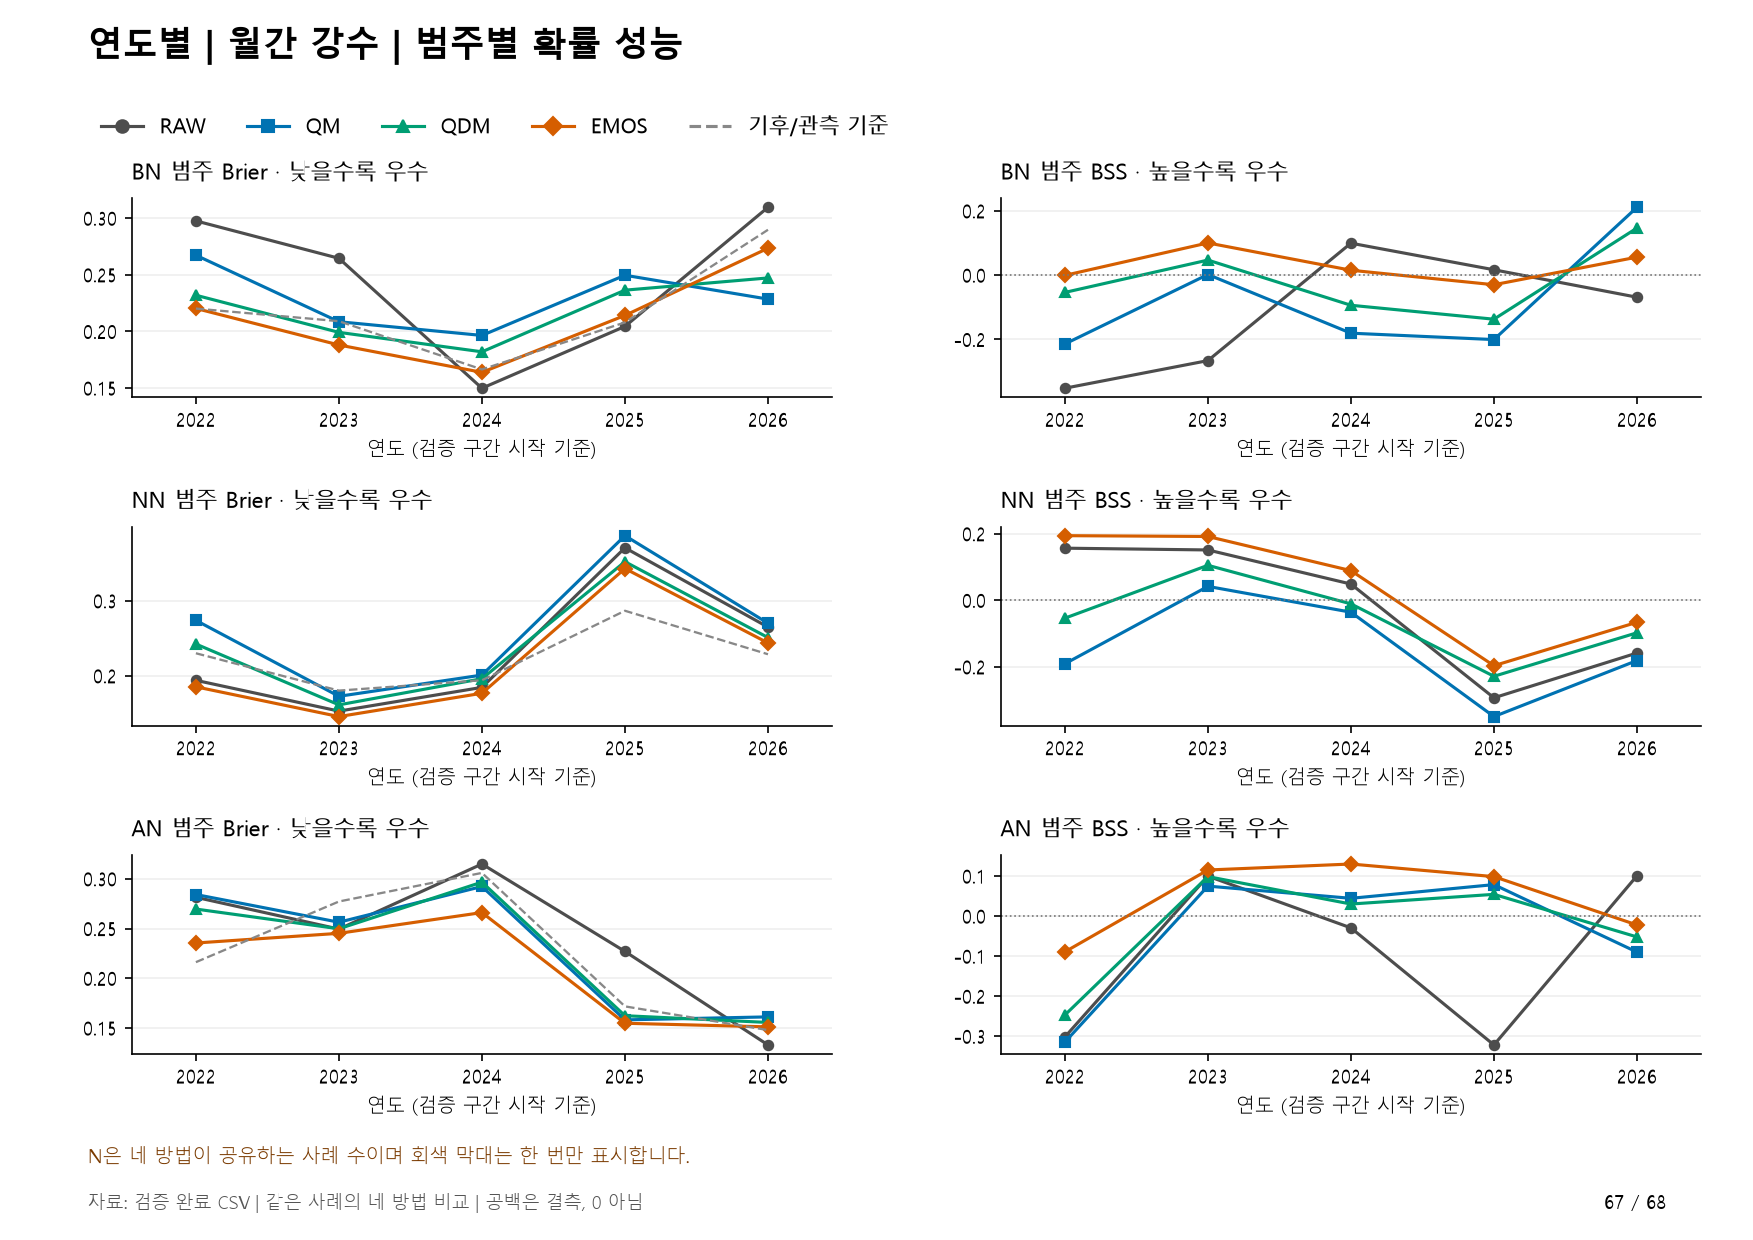 연도별 | 월간 강수 | 범주별 확률 성능
RAW QM QDM EMOS 기후/관측 기준
BN 범주 Brier · 낮을수록 우수
0.30
0.25
0.20
0.15
2022 2023 2024 2025 2026
연도 (검증 구간 시작 기준)
BN 범주 BSS · 높을수록 우수
0.2
0.0
-0.2
2022 2023 2024 2025 2026
연도 (검증 구간 시작 기준)
NN 범주 Brier · 낮을수록 우수
0.3
0.2
2022 2023 2024 2025 2026
연도 (검증 구간 시작 기준)
NN 범주 BSS · 높을수록 우수
0.2
0.0
-0.2
2022 2023 2024 2025 2026
연도 (검증 구간 시작 기준)
AN 범주 Brier · 낮을수록 우수
0.30
0.25
0.20
0.15
2022 2023 2024 2025 2026
연도 (검증 구간 시작 기준)
AN 범주 BSS · 높을수록 우수
0.1
0.0
-0.1
-0.2
-0.3
2022 2023 2024 2025 2026
연도 (검증 구간 시작 기준)
N은 네 방법이 공유하는 사례 수이며 회색 막대는 한 번만 표시합니다.
자료: 검증 완료 CSV | 같은 사례의 네 방법 비교 | 공백은 결측, 0 아님
67 / 68